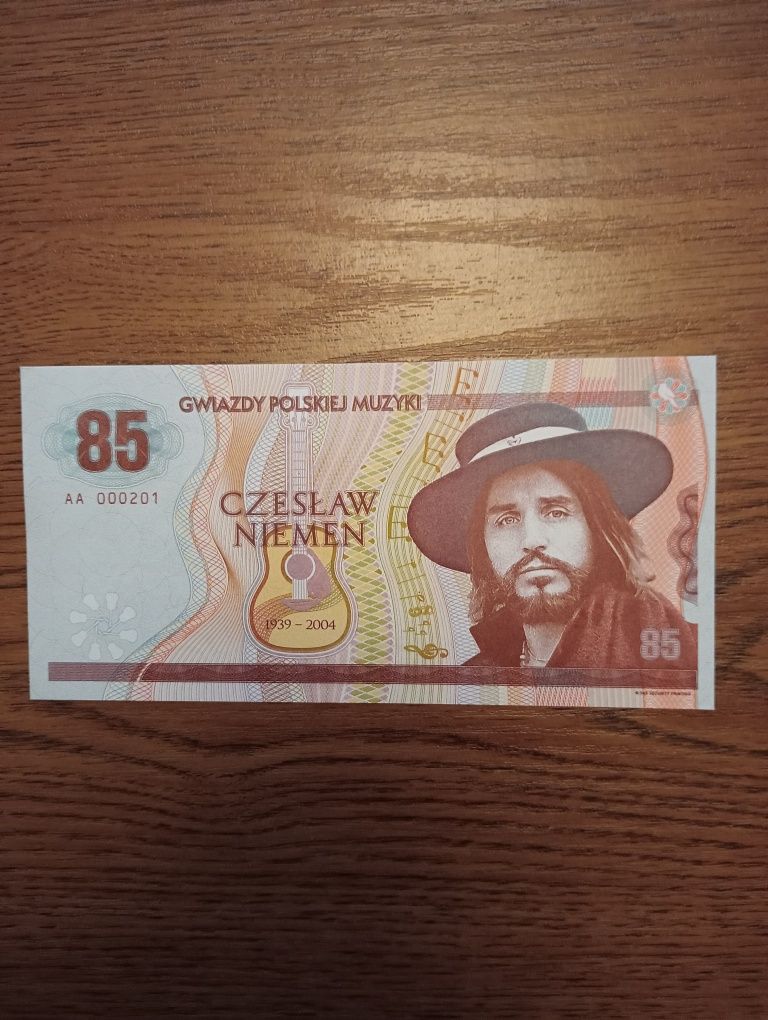 GWIAZDY POLSKIEJ MUZYKI
85
AA 000201
CZESŁAW
NIEMEN
1939 – 2004
85